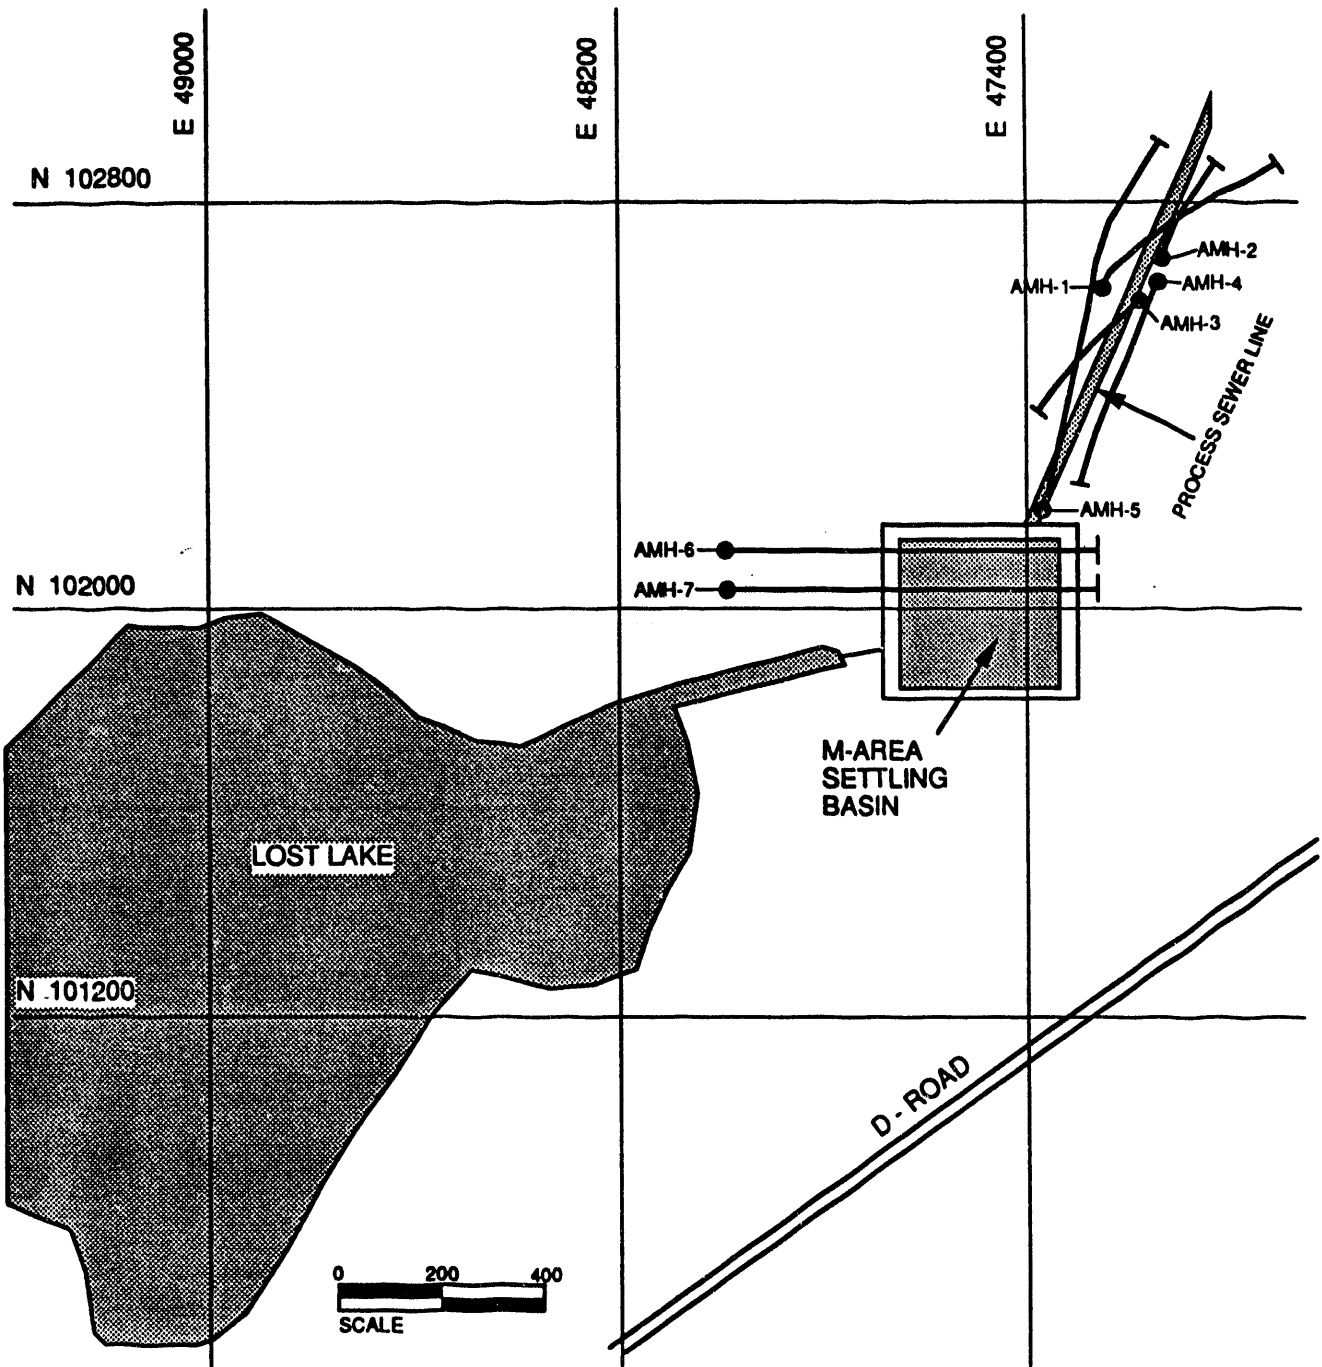 E 49000
E 48200
E 47400
N 102800
AMH-2
AMH-1
AMH-4
AMH-3
PROCESS SEWER LINE
AMH-5
AMH-6
N 102000
AMH-7
M-AREA
SETTLING
BASIN
LOST LAKE
N 101200
D - ROAD
0 200 400
SCALE